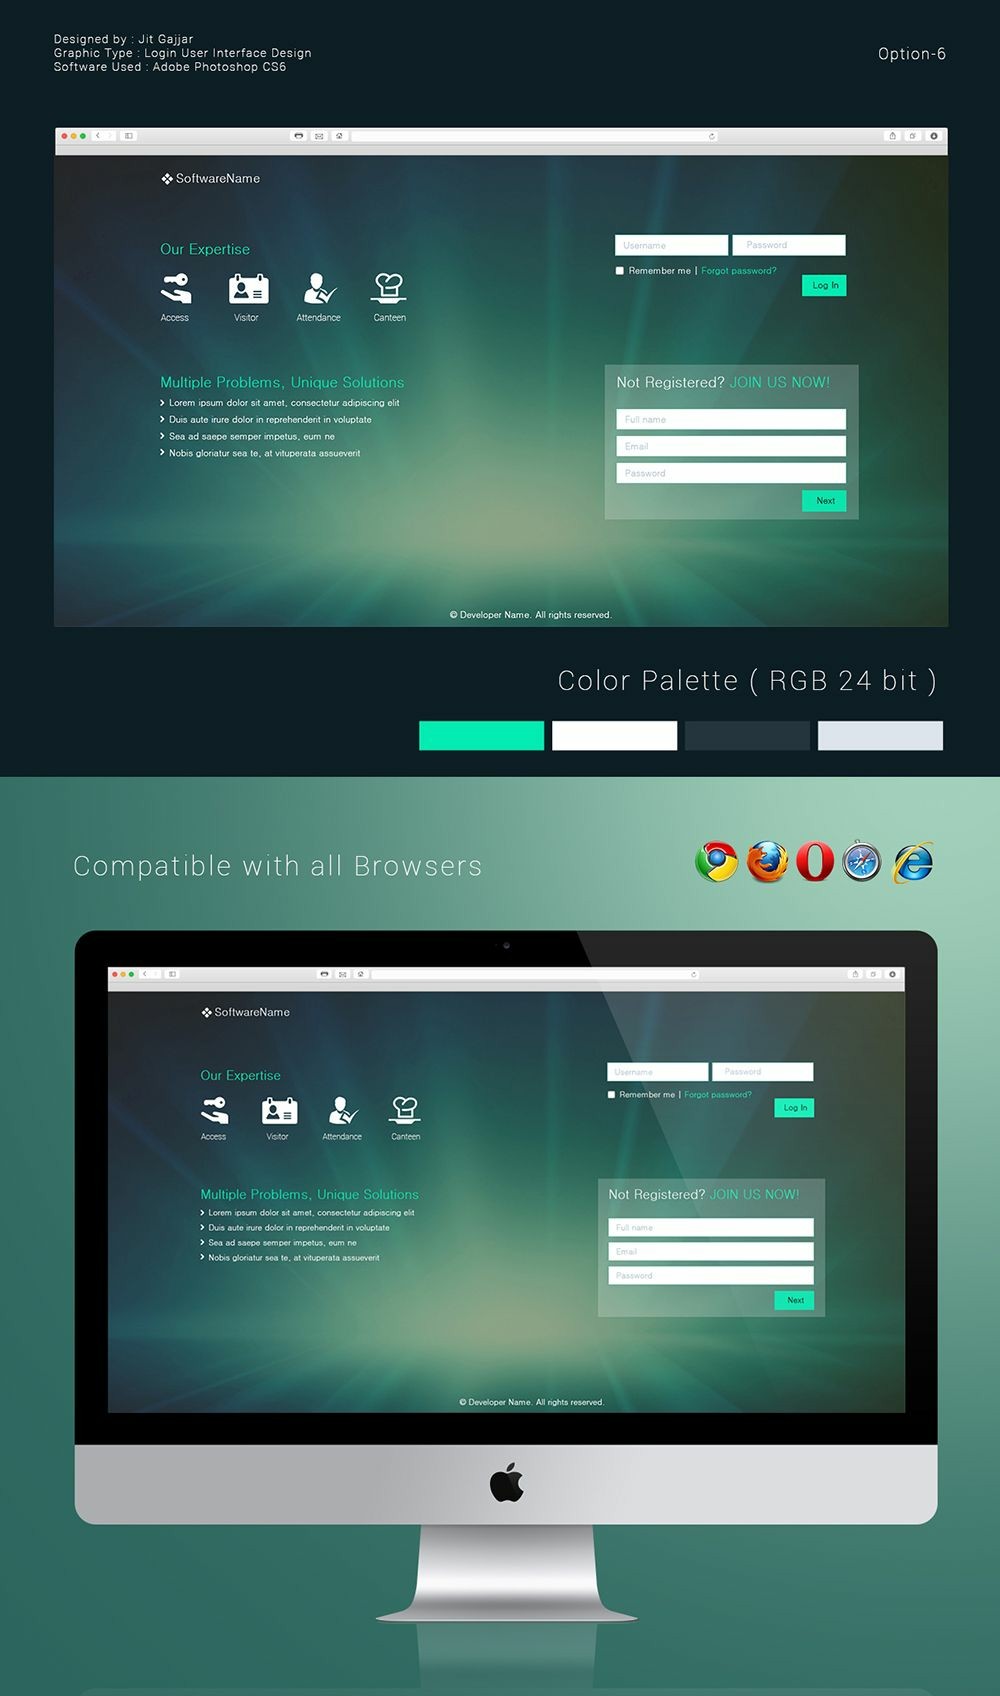 Designed by : Jit Gajjar
Graphic Type : Login User Interface Design
Software Used : Adobe Photoshop CS6
Option-6
SoftwareName
Our Expertise
Access Visitor Attendance Canteen
Multiple Problems, Unique Solutions
Lorem ipsum dolor sit amet, consectetur adipiscing elit
Duis aute irure dolor in reprehenderit in voluptate
Sea ad saepe semper impetus, eum ne
Nobis gloriatur sea te, at vituperata assueverit
Username Password
Remember me | Forgot password?
Log In
Not Registered? JOIN US NOW!
Full name
Email
Password
Next
© Developer Name. All rights reserved.
Color Palette ( RGB 24 bit )
Compatible with all Browsers
SoftwareName
Our Expertise
Access Visitor Attendance Canteen
Multiple Problems, Unique Solutions
Lorem ipsum dolor sit amet, consectetur adipiscing elit
Duis aute irure dolor in reprehenderit in voluptate
Sea ad saepe semper impetus, eum ne
Nobis gloriatur sea te, at vituperata assueverit
Username Password
Remember me | Forgot password?
Log In
Not Registered? JOIN US NOW!
Full name
Email
Password
Next
© Developer Name. All rights reserved.